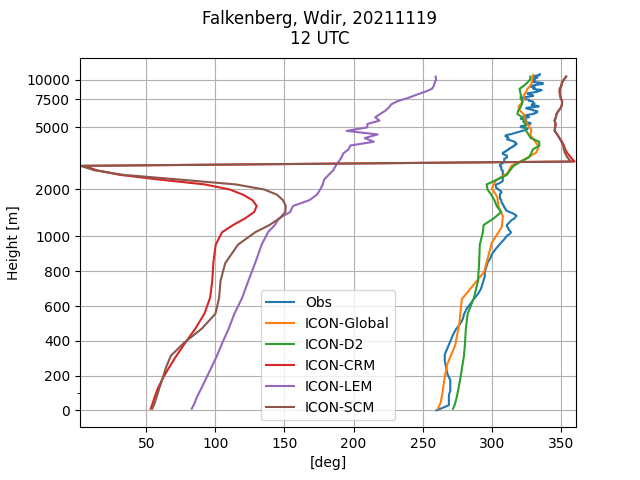 Falkenberg, Wdir, 20211119
12 UTC
Height [m]
10000
7500
5000
2000
1000
800
600
400
200
0
Obs
ICON-Global
ICON-D2
ICON-CRM
ICON-LEM
ICON-SCM
50
100
150
200
250
300
350
[deg]